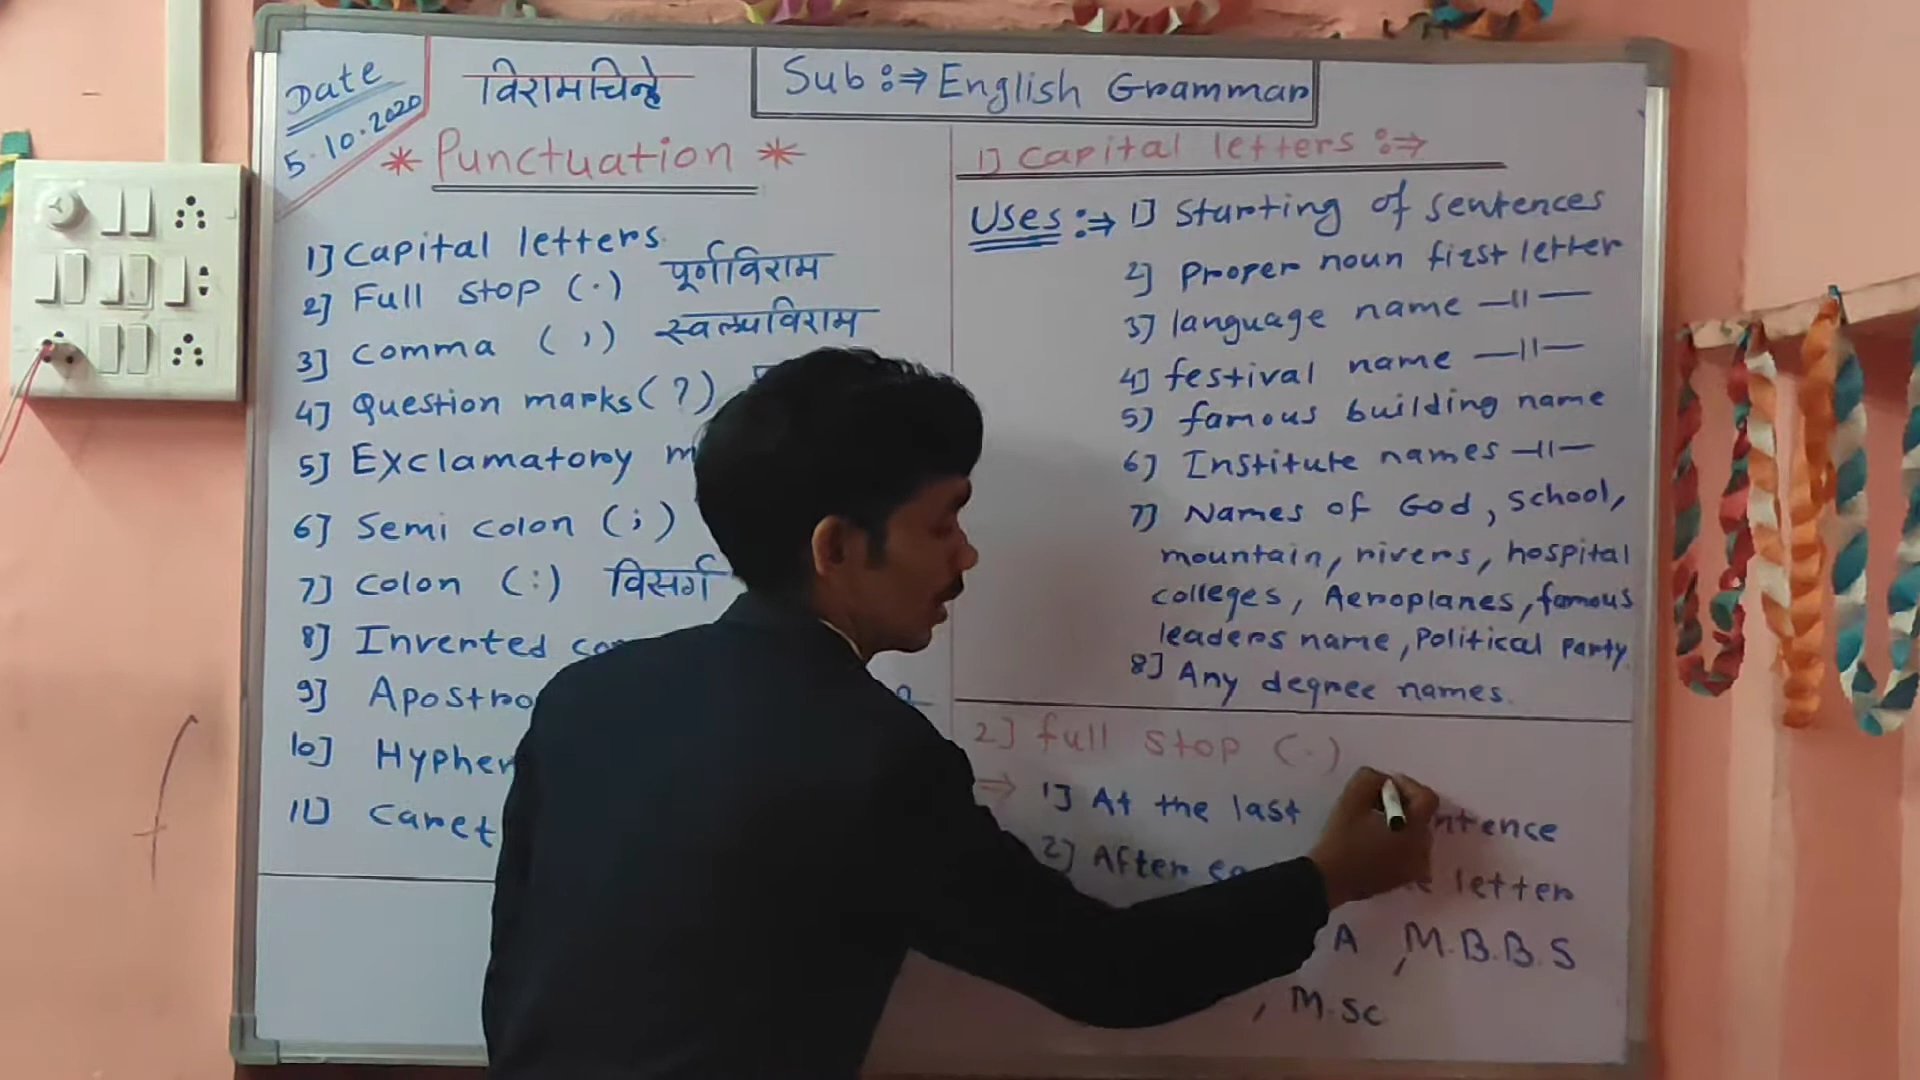 Date
5.10.2020
विरामचिन्हे
Sub :⇒ English Grammar
* Punctuation *
1] Capital letters.
2] Full stop (.) पूर्णविराम
3] Comma (,) स्वल्पविराम
4] Question marks (?)
5] Exclamatory
6] Semi colon (;)
7] Colon (:) विसर्ग
8] Inverted
9]
10]
11] Caret
1] Capital letters :⇒
Uses :⇒ 1] Starting of sentences
2] Proper noun first letter
3] language name —11—
4] festival name —11—
5] famous building name
6] Institute names —11—
7] Names of God, School,
mountain, rivers, hospital
colleges, Aeroplanes, famous
leaders name, Political party.
8] Any degree names.
2] full stop (.)
⇒ 1] At the last
2] After letter
A , M.B.B.S
, M.Sc